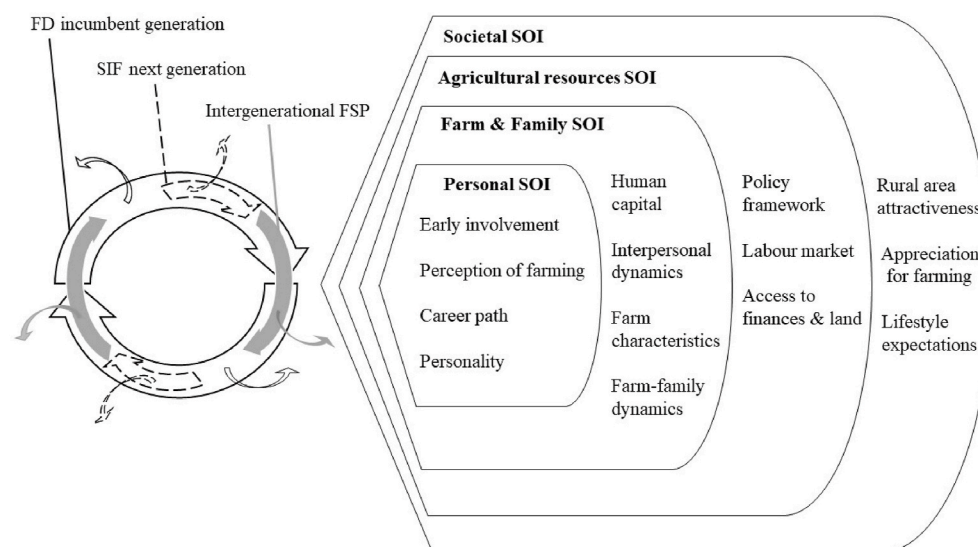 FD incumbent generation
SIF next generation
Intergenerational FSP
Societal SOI
Agricultural resources SOI
Farm & Family SOI
Personal SOI
Early involvement
Perception of farming
Career path
Personality
Human
capital
Interpersonal
dynamics
Farm
characteristics
Farm-family
dynamics
Policy
framework
Labour market
Access to
finances & land
Rural area
attractiveness
Appreciation
for farming
Lifestyle
expectations